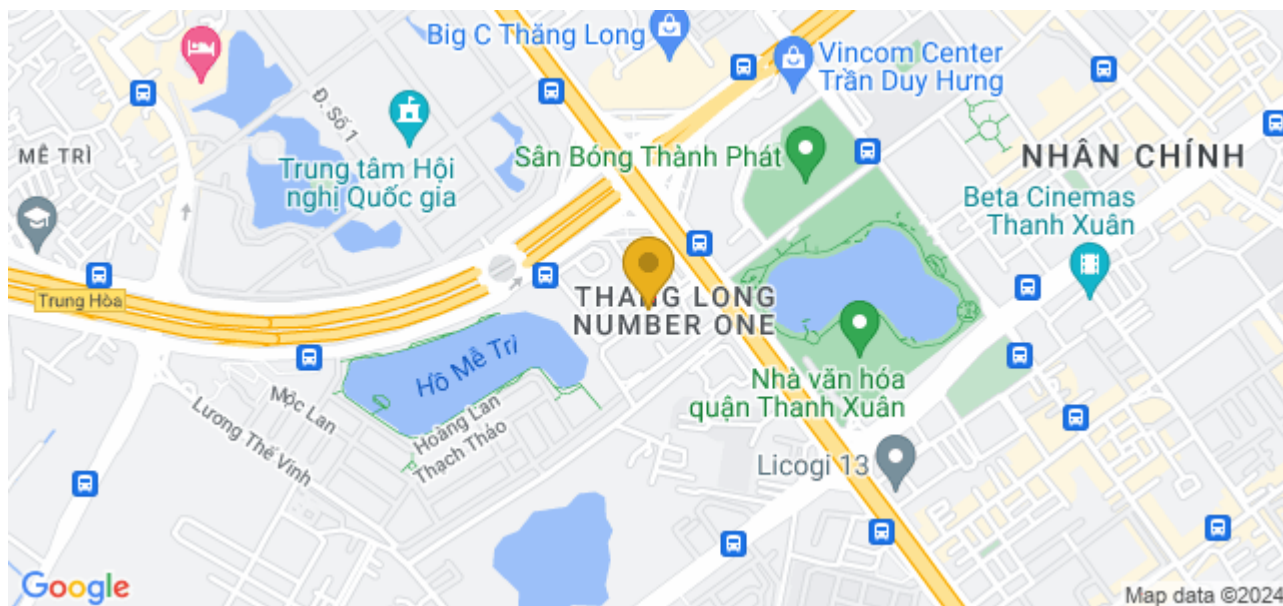 Big C Thăng Long
Vincom Center
Trần Duy Hưng
Đ. Số 1
MỄ TRÌ
Trung tâm Hội
nghị Quốc gia
Sân Bóng Thành Phát
NHÂN CHÍNH
Beta Cinemas
Thanh Xuân
Trung Hòa
THANG LONG
NUMBER ONE
Hồ Mễ Trì
Nhà văn hóa
quận Thanh Xuân
Mộc Lan
Hoàng Lan
Thạch Thảo
Lương Thế Vinh
Licogi 13
Google
Map data ©2024